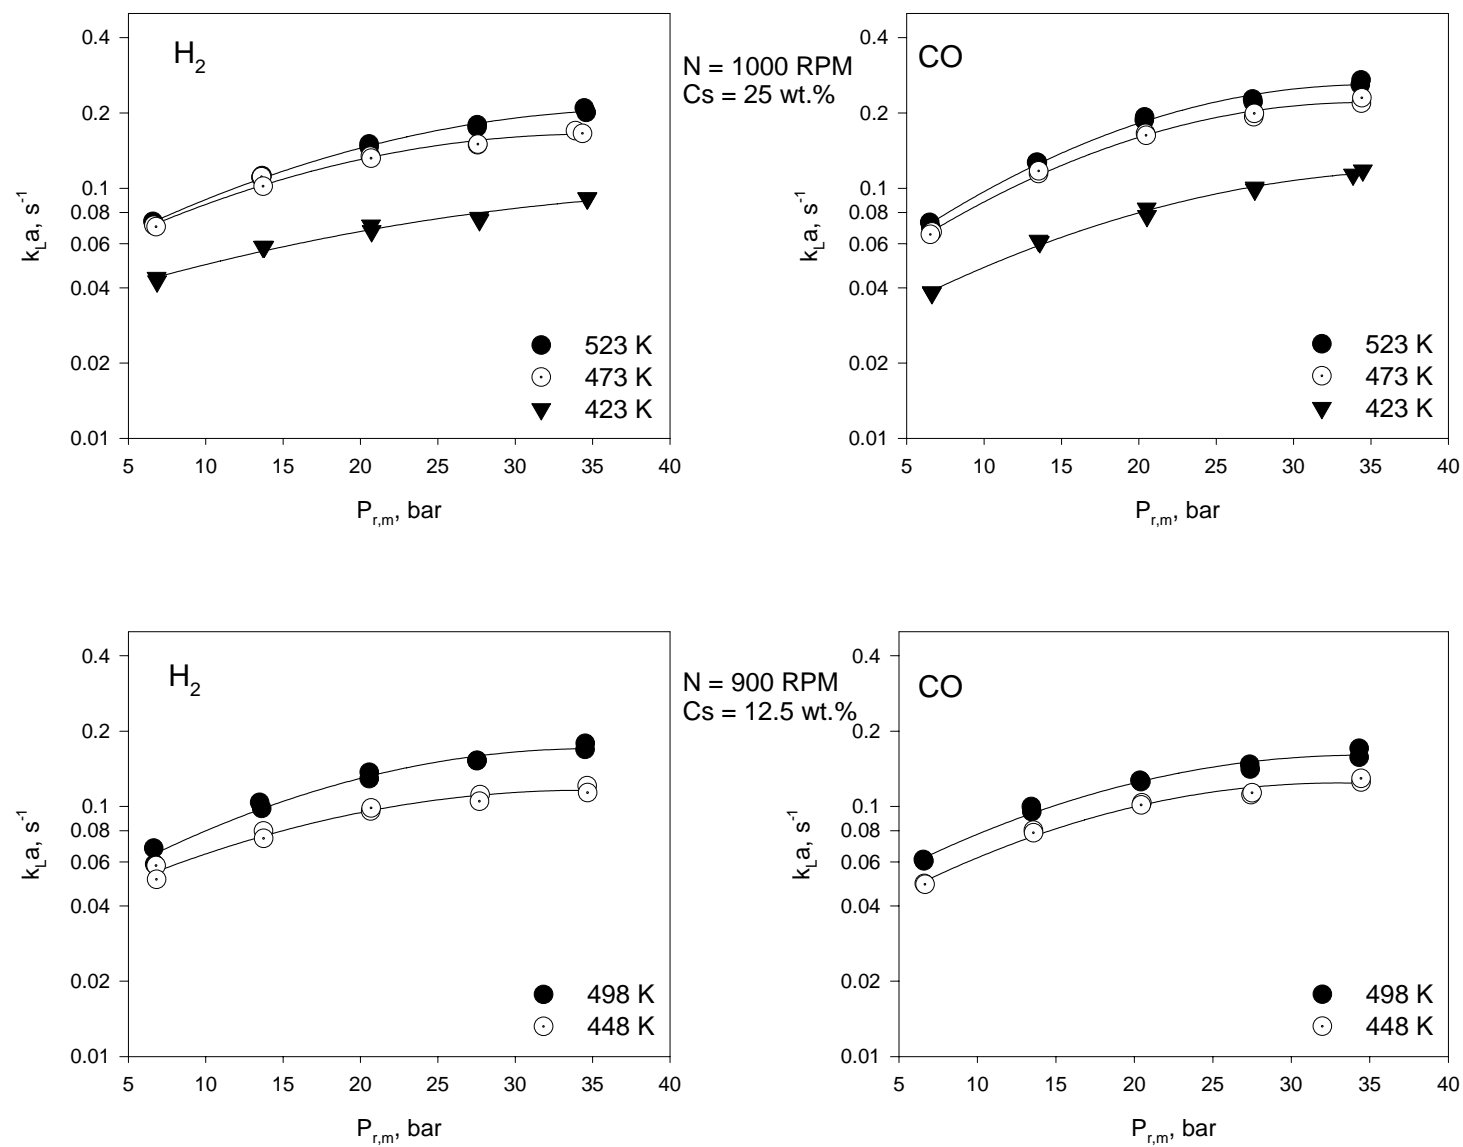 H2
N = 1000 RPM
Cs = 25 wt.%
CO
0.4
0.2
0.1
0.08
0.06
0.04
0.02
0.01
kLa, s-1
523 K
473 K
423 K
5 10 15 20 25 30 35 40
Pr,m, bar
0.4
0.2
0.1
0.08
0.06
0.04
0.02
0.01
kLa, s-1
523 K
473 K
423 K
5 10 15 20 25 30 35 40
Pr,m, bar
H2
N = 900 RPM
Cs = 12.5 wt.%
CO
0.4
0.2
0.1
0.08
0.06
0.04
0.02
0.01
kLa, s-1
498 K
448 K
5 10 15 20 25 30 35 40
Pr,m, bar
0.4
0.2
0.1
0.08
0.06
0.04
0.02
0.01
kLa, s-1
498 K
448 K
5 10 15 20 25 30 35 40
Pr,m, bar